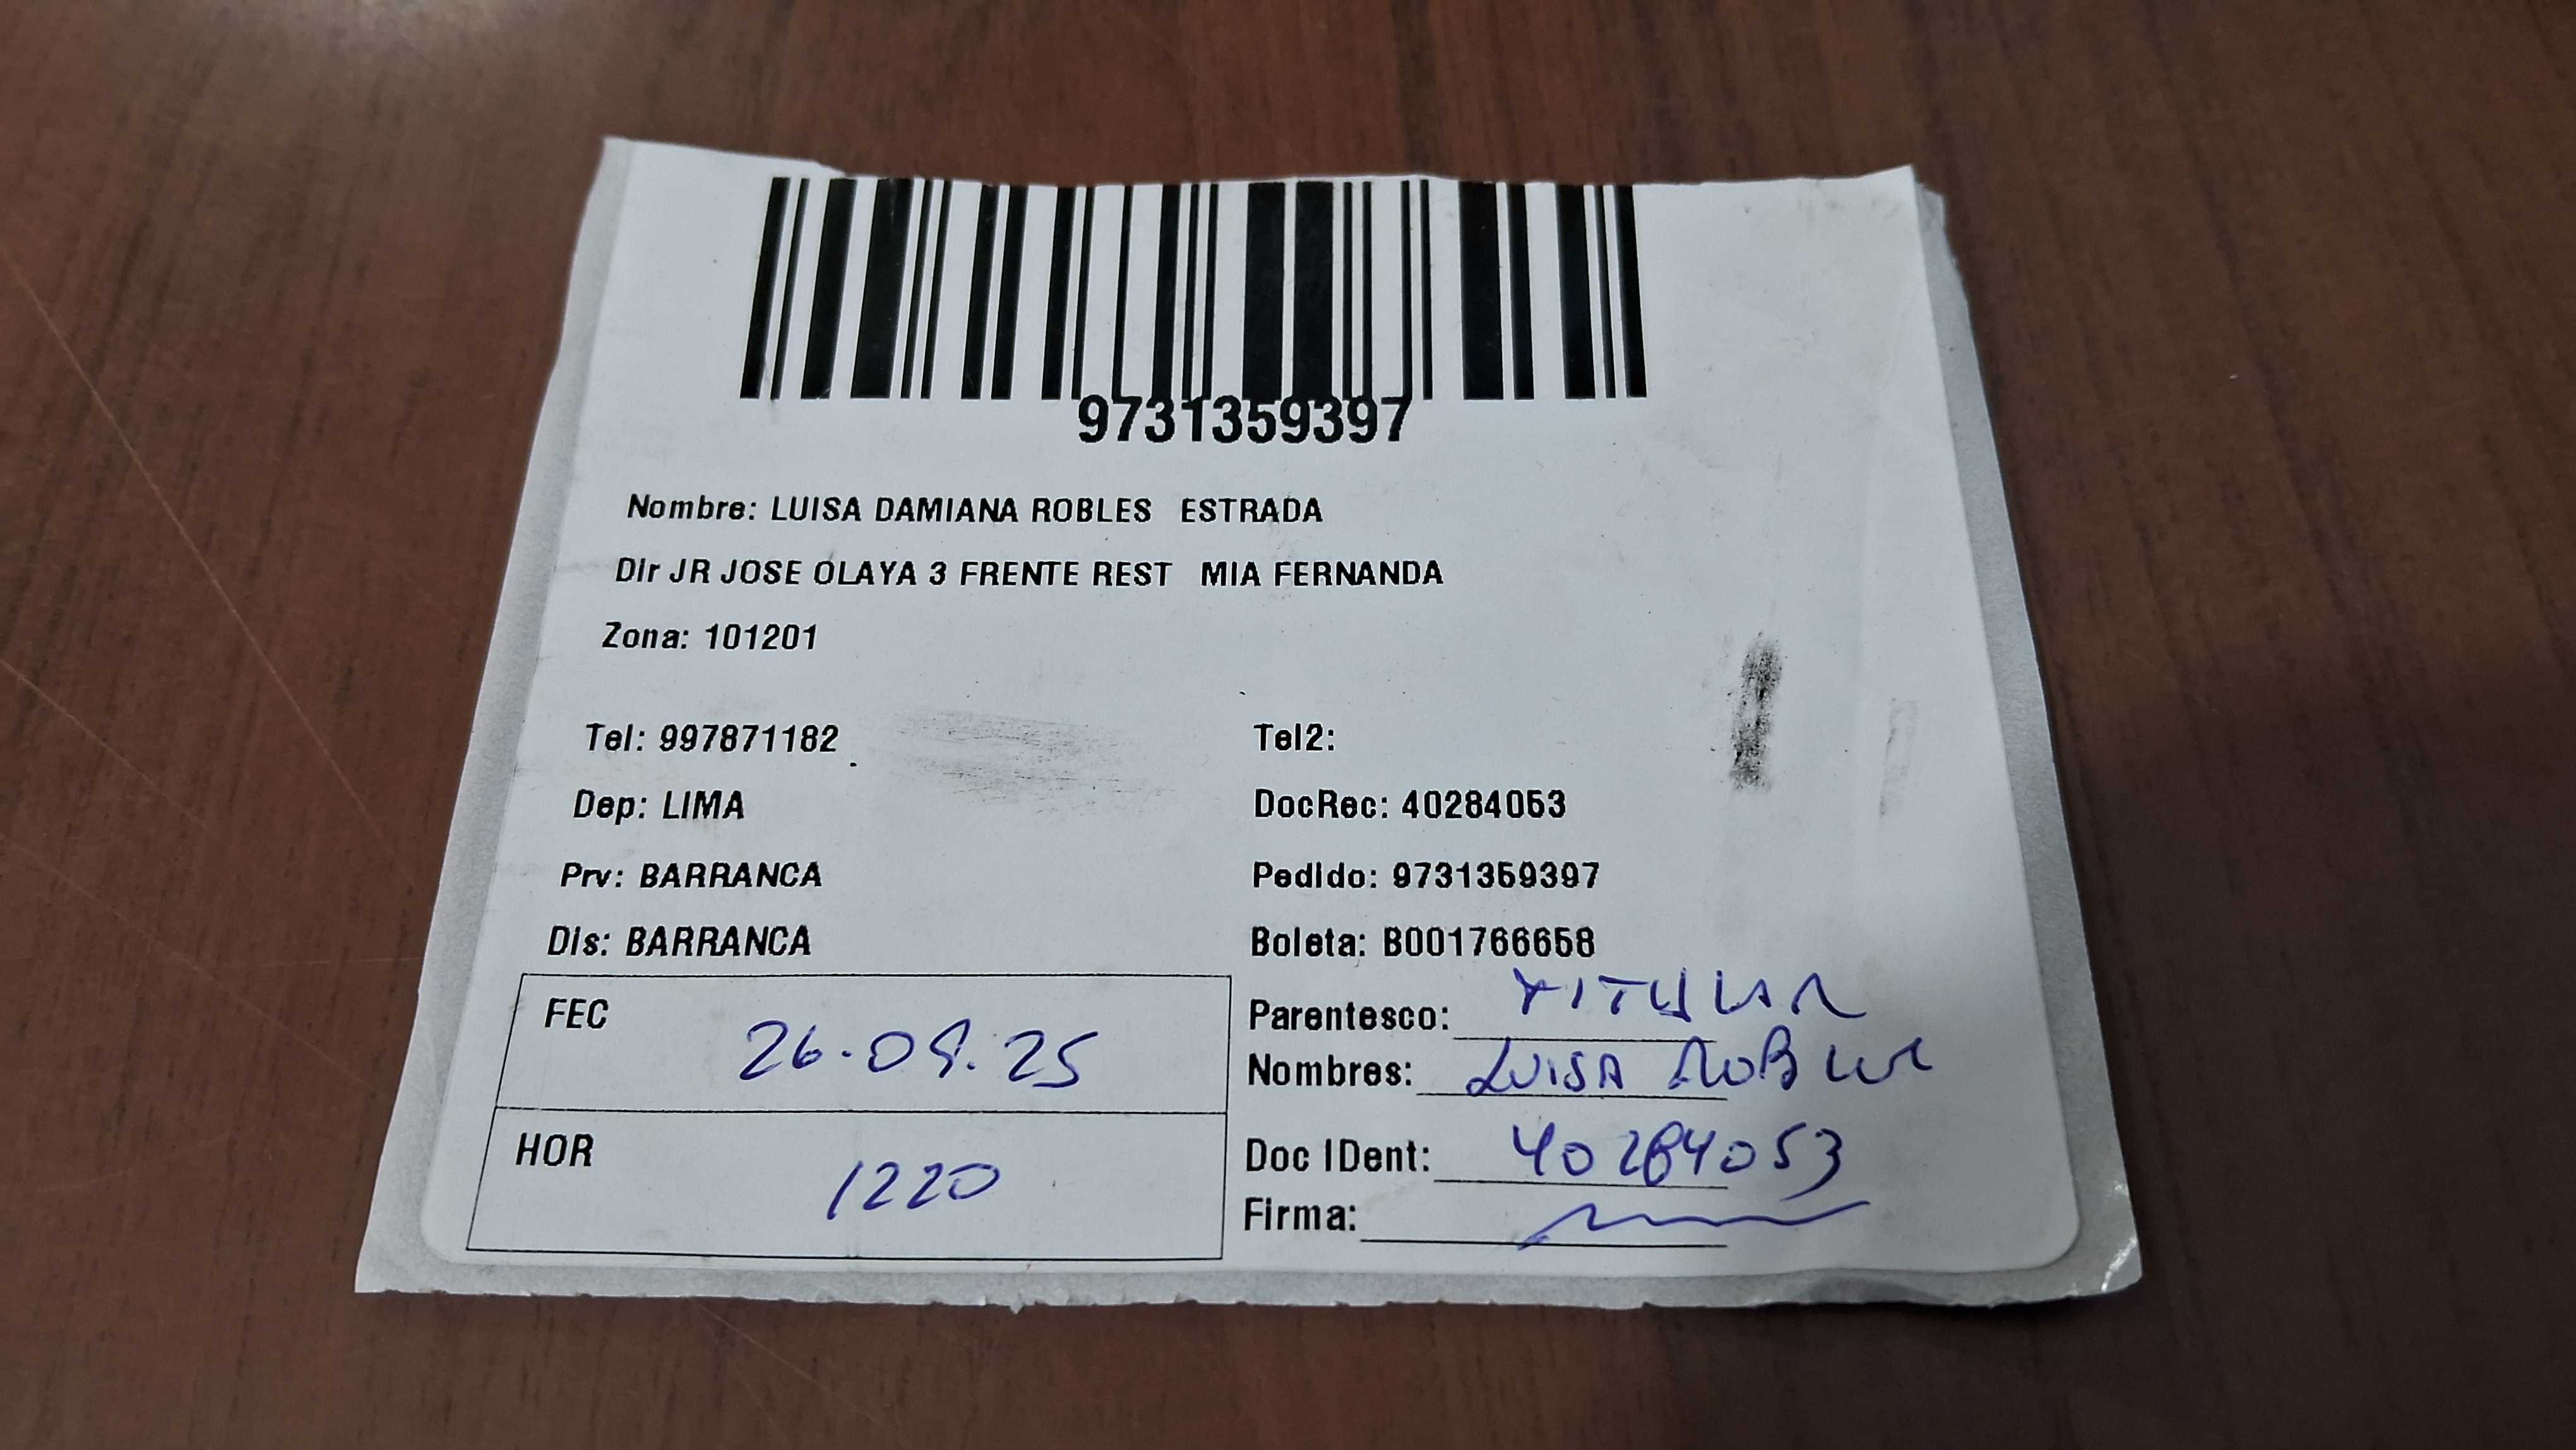 9731359397
Nombre: LUISA DAMIANA ROBLES ESTRADA
Dir JR JOSE OLAYA 3 FRENTE REST MIA FERNANDA
Zona: 101201
Tel: 997871182 Tel2:
Dep: LIMA DocRec: 40284053
Prv: BARRANCA Pedido: 9731359397
Dis: BARRANCA Boleta: B001766658
FEC 26.09.25
Parentesco: TITULAR
Nombres: LUISA ROBLES
HOR 1220
Doc IDent: 40284053
Firma: